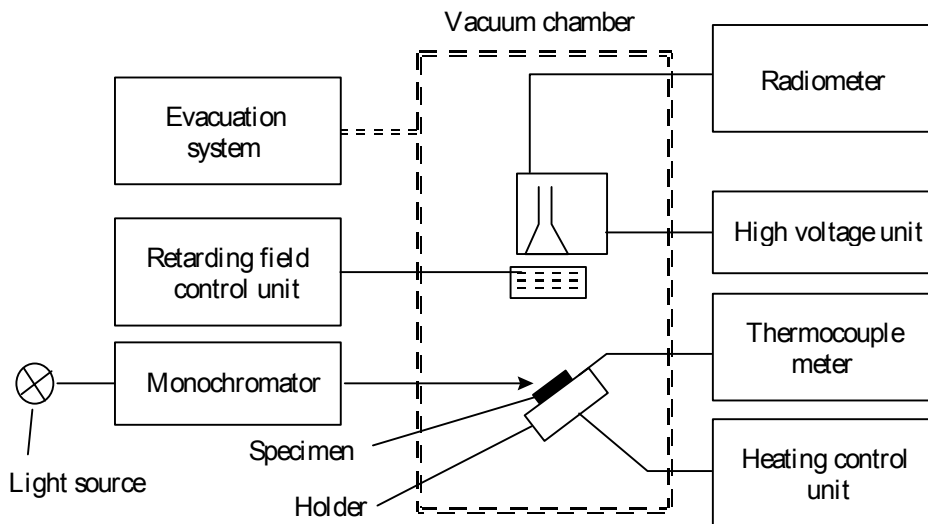 Vacuum chamber
Radiometer
Evacuation
system
High voltage unit
Retarding field
control unit
Thermocouple
meter
Monochromator
Specimen
Light source
Holder
Heating control
unit